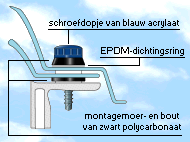 schroefdopje van blauw acrylaat
EPDM-dichtingsring
montagemoer- en bout
van zwart polycarbonaat